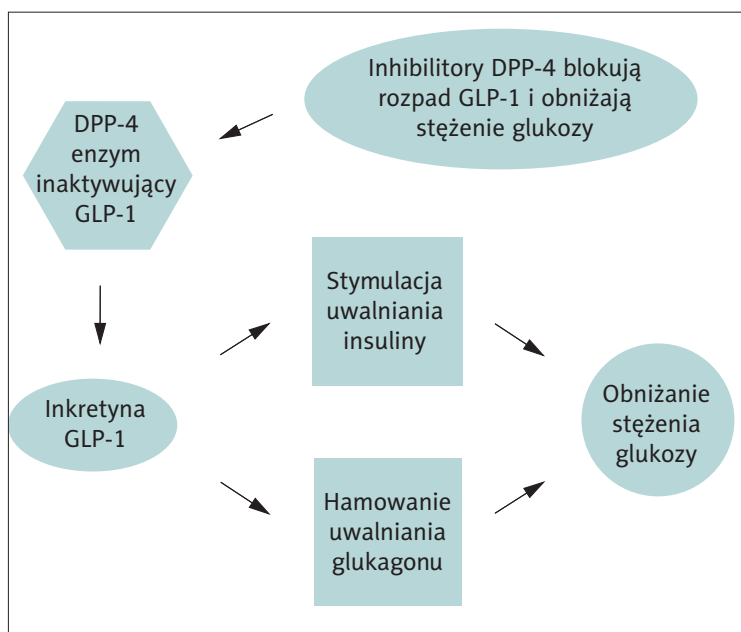 Inhibilitory DPP-4 blokują
rozpad GLP-1 i obniżają
stężenie glukozy
DPP-4
enzym
inaktywujący
GLP-1
Stymulacja
uwalniania
insuliny
Inkretyna
GLP-1
Obniżanie
stężenia
glukozy
Hamowanie
uwalniania
glukagonu